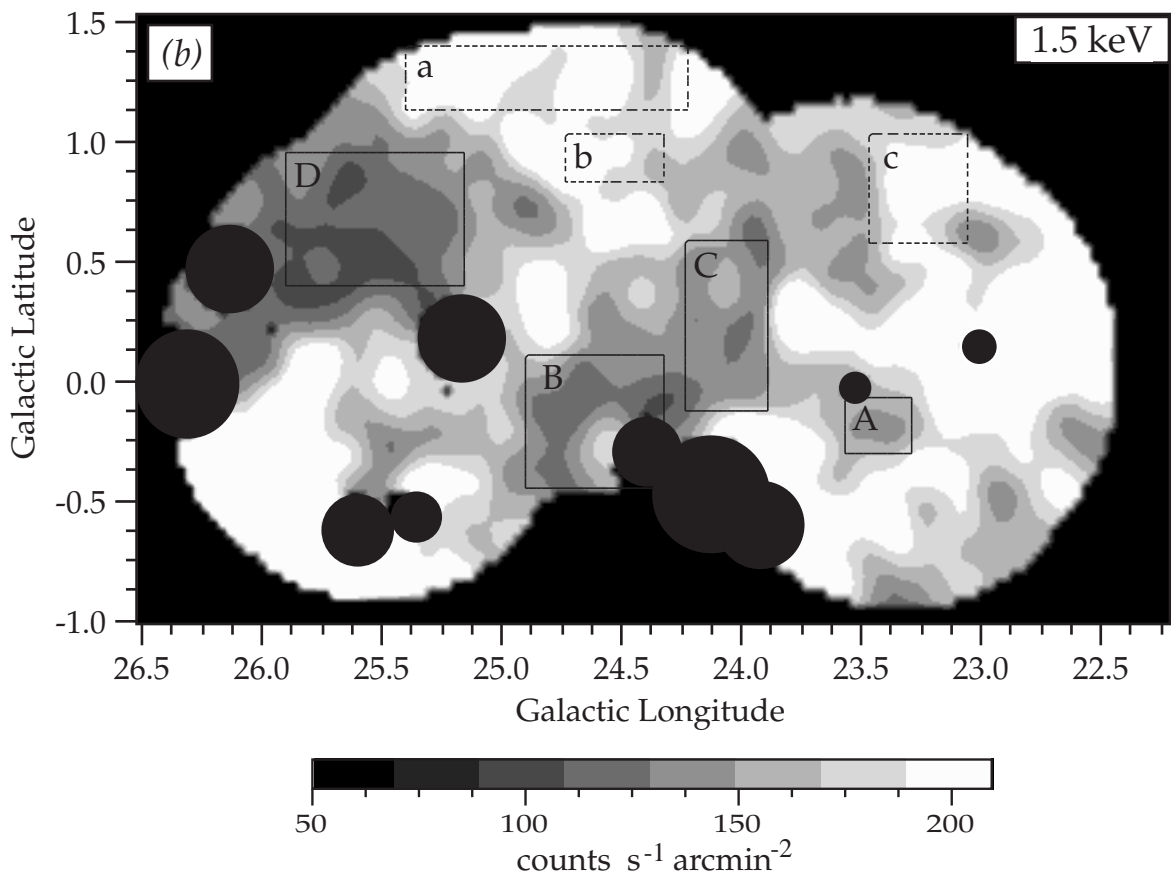 (b)
1.5 keV
a
b
c
D
C
B
A
1.5
1.0
0.5
0.0
-0.5
-1.0
Galactic Latitude
26.5 26.0 25.5 25.0 24.5 24.0 23.5 23.0 22.5
Galactic Longitude
50 100 150 200
counts s-1 arcmin-2